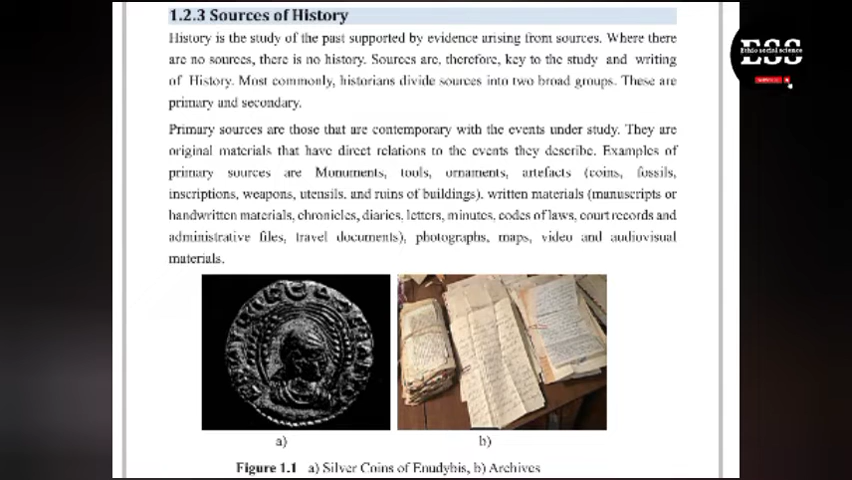 1.2.3 Sources of History
History is the study of the past supported by evidence arising from sources. Where there
are no sources, there is no history. Sources are, therefore, key to the study and writing
of History. Most commonly, historians divide sources into two broad groups. These are
primary and secondary.
Primary sources are those that are contemporary with the events under study. They are
original materials that have direct relations to the events they describe. Examples of
primary sources are Monuments, tools, ornaments, artefacts (coins, fossils,
inscriptions, weapons, utensils, and ruins of buildings), written materials (manuscripts or
handwritten materials, chronicles, diaries, letters, minutes, codes of laws, court records and
administrative files, travel documents), photographs, maps, video and audiovisual
materials.
a) b)
Figure 1.1 a) Silver Coins of Enudybis, b) Archives
ESS
Ethio social science